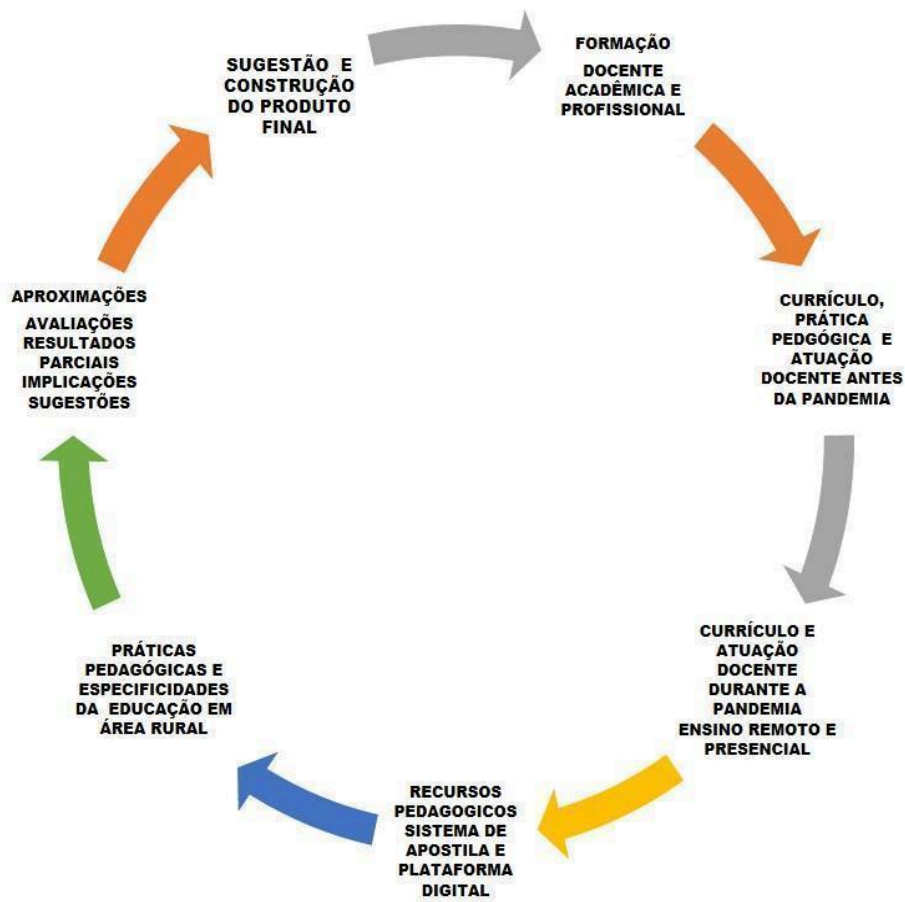 SUGESTÃO E
CONSTRUÇÃO
DO PRODUTO
FINAL
FORMAÇÃO
DOCENTE
ACADÊMICA E
PROFISSIONAL
CURRÍCULO,
PRÁTICA
PEDGÓGICA E
ATUAÇÃO
DOCENTE ANTES
DA PANDEMIA
CURRÍCULO E
ATUAÇÃO
DOCENTE
DURANTE A
PANDEMIA
ENSINO REMOTO E
PRESENCIAL
RECURSOS
PEDAGOGICOS
SISTEMA DE
APOSTILA E
PLATAFORMA
DIGITAL
PRÁTICAS
PEDAGÓGICAS E
ESPECIFICIDADES
DA EDUCAÇÃO EM
ÁREA RURAL
APROXIMAÇÕES
AVALIAÇÕES
RESULTADOS
PARCIAIS
IMPLICAÇÕES
SUGESTÕES